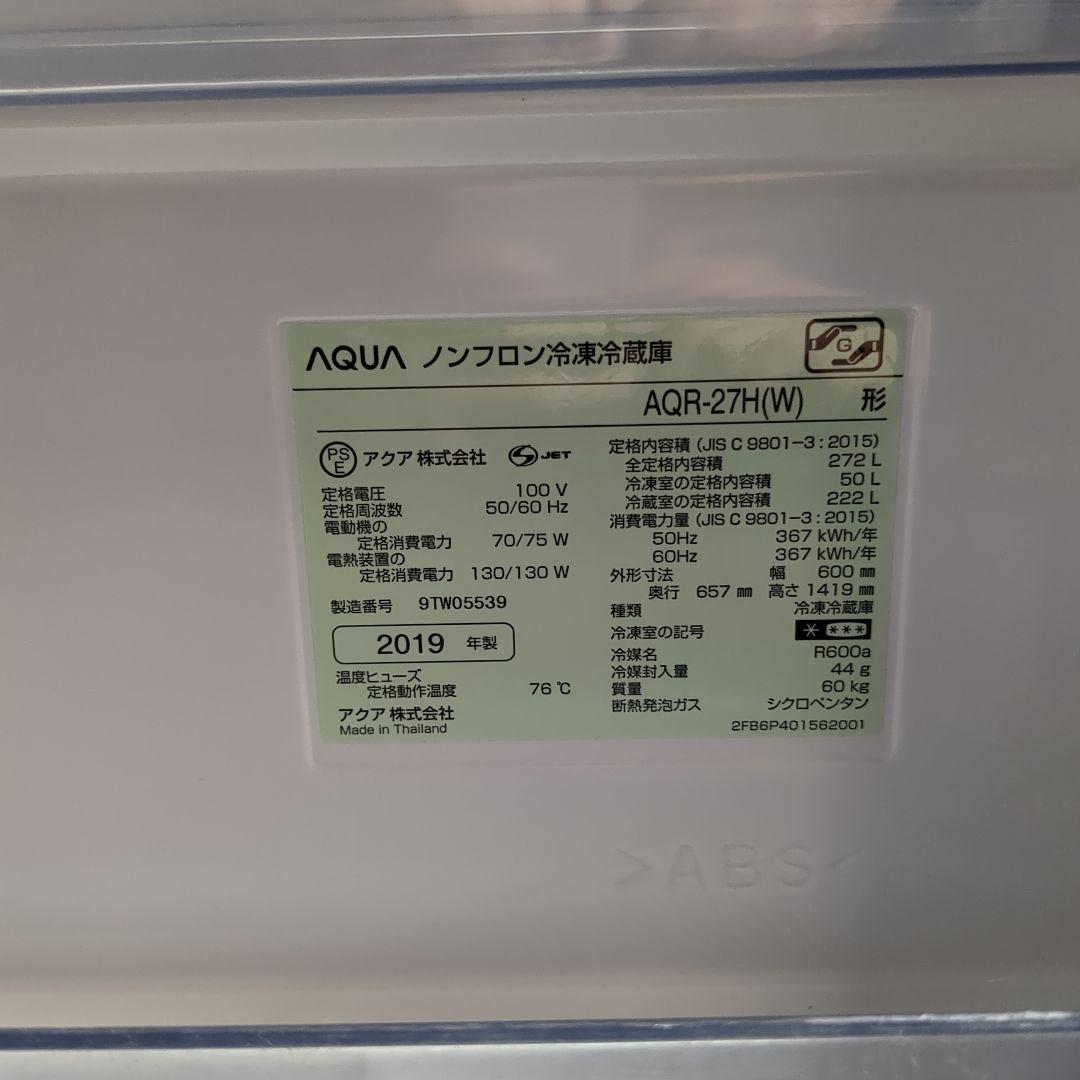 AQUA ノンフロン冷凍冷蔵庫
G
AQR-27H(W) 形
PS
E
アクア 株式会社
S JET
定格電圧 100 V
定格周波数 50/60 Hz
電動機の
定格消費電力 70/75 W
電熱装置の
定格消費電力 130/130 W
製造番号 9TW05539
2019 年製
温度ヒューズ
定格動作温度 76 ℃
アクア 株式会社
Made in Thailand
定格内容積 (JIS C 9801-3 : 2015)
全定格内容積 272 L
冷凍室の定格内容積 50 L
冷蔵室の定格内容積 222 L
消費電力量 (JIS C 9801-3 : 2015)
50Hz 367 kWh/年
60Hz 367 kWh/年
外形寸法 幅 600 ㎜
奥行 657 ㎜ 高さ 1419 ㎜
種類 冷凍冷蔵庫
冷凍室の記号 * ***
冷媒名 R600a
冷媒封入量 44 g
質量 60 kg
断熱発泡ガス シクロペンタン
2FB6P401562001
>ABS<